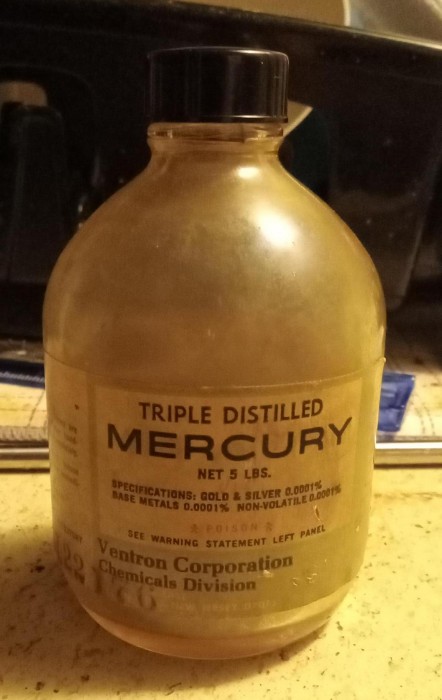 TRIPLE DISTILLED
MERCURY
NET 5 LBS.
SPECIFICATIONS: GOLD & SILVER 0.0001%
BASE METALS 0.0001% NON-VOLATILE 0.0001%
POISON
SEE WARNING STATEMENT LEFT PANEL
Ventron Corporation
Chemicals Division